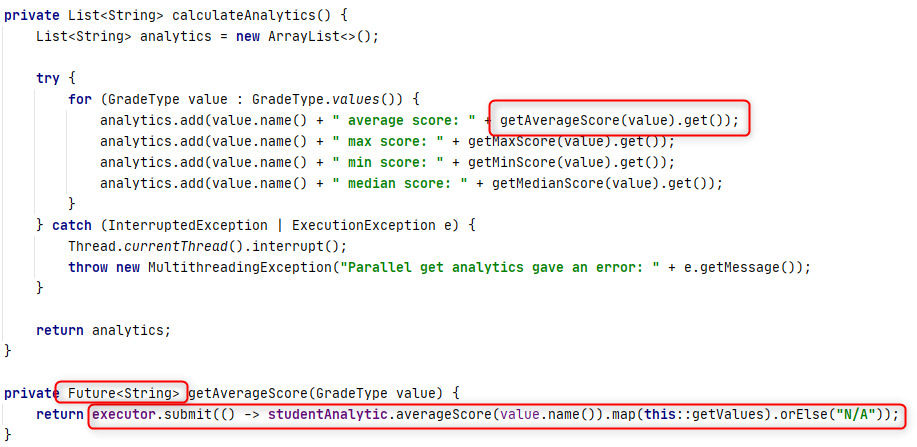 private List<String> calculateAnalytics() {
    List<String> analytics = new ArrayList<>();

    try {
        for (GradeType value : GradeType.values()) {
            analytics.add(value.name() + " average score: " + getAverageScore(value).get());
            analytics.add(value.name() + " max score: " + getMaxScore(value).get());
            analytics.add(value.name() + " min score: " + getMinScore(value).get());
            analytics.add(value.name() + " median score: " + getMedianScore(value).get());
        }
    } catch (InterruptedException | ExecutionException e) {
        Thread.currentThread().interrupt();
        throw new MultithreadingException("Parallel get analytics gave an error: " + e.getMessage());
    }

    return analytics;
}

private Future<String> getAverageScore(GradeType value) {
    return executor.submit(() -> studentAnalytic.averageScore(value.name()).map(this::getValues).orElse("N/A"));
}